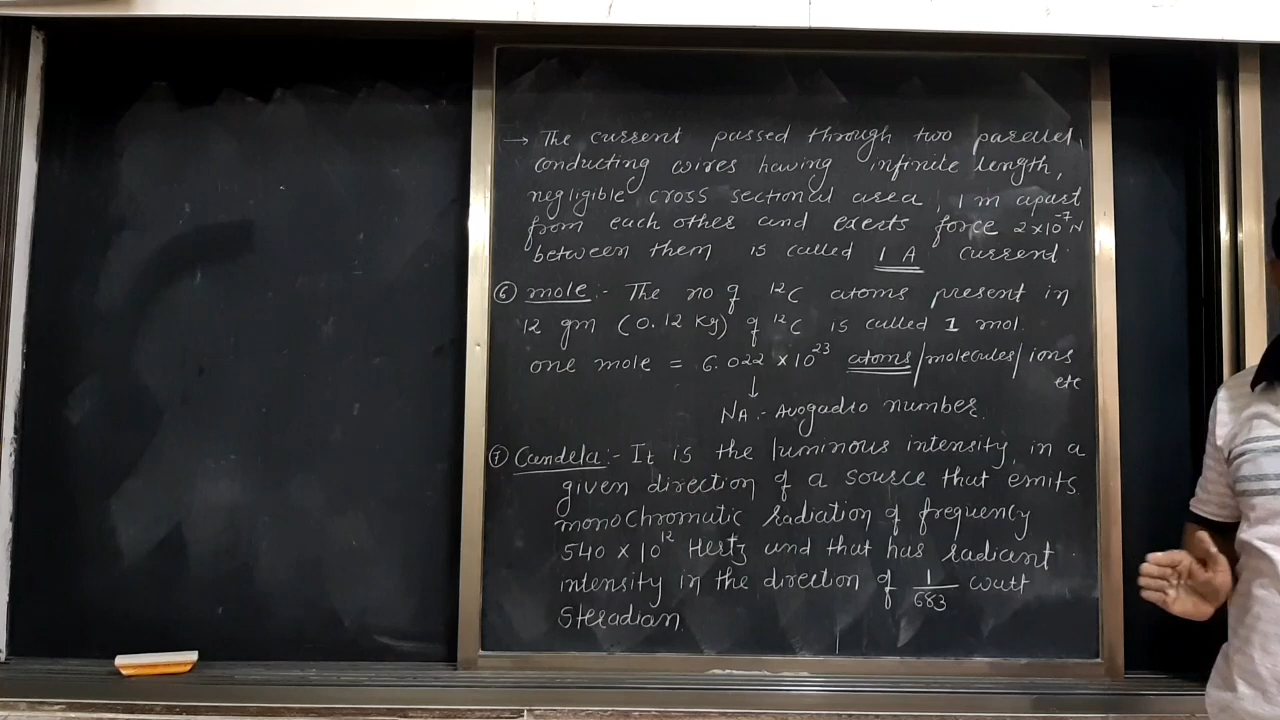 → The current passed through two parellel,
conducting wires having infinite length,
negligible cross sectional area, 1 m apart
from each other and exerts force 2×10⁻⁷ N
between them is called 1 A current.
⑥ mole:- The no of ¹²C atoms present in
12 gm (0.12 Kg) of ¹²C is called 1 mol.
one mole = 6.022 × 10²³ atoms/molecules/ions
etc
↓
NA :- Avogadro number.
⑦ Candela:- It is the luminous intensity, in a
given direction of a source that emits
monochromatic radiation of frequency
540 × 10¹² Hertz and that has radiant
intensity in the direction of 1/683 watt
Steradian.